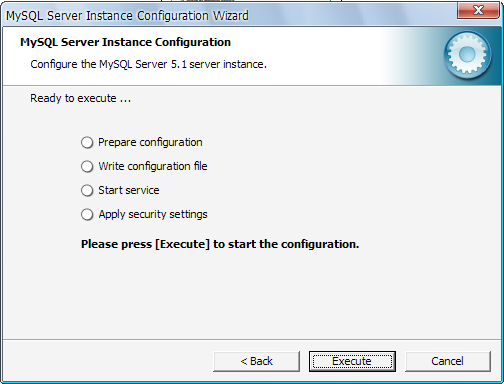 MySQL Server Instance Configuration Wizard
MySQL Server Instance Configuration
Configure the MySQL Server 5.1 server instance.
Ready to execute ...
Prepare configuration
Write configuration file
Start service
Apply security settings
Please press [Execute] to start the configuration.
< Back Execute Cancel